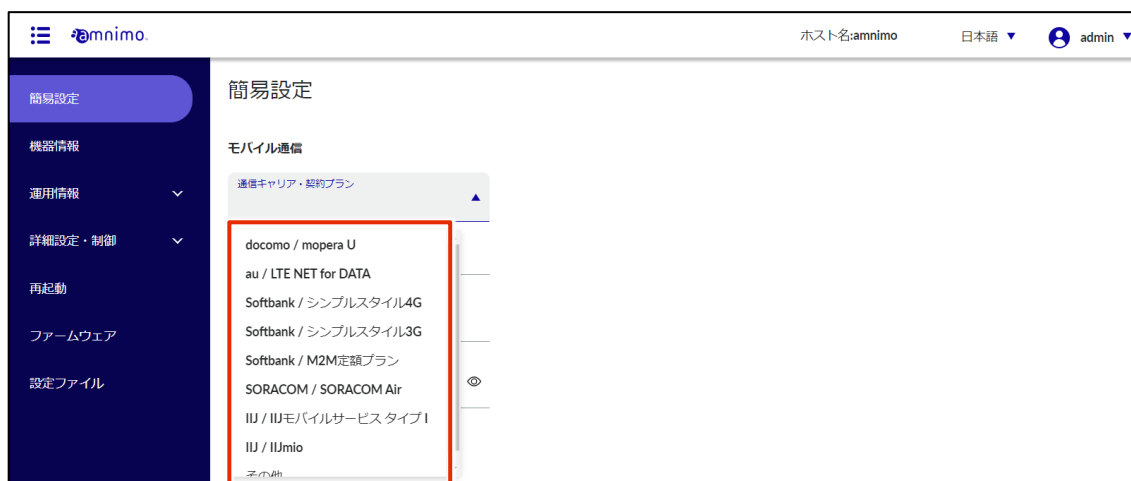 amnimo.
ホスト名:amnimo
日本語 ▼
admin ▼
簡易設定
機器情報
運用情報
詳細設定・制御
再起動
ファームウェア
設定ファイル
簡易設定
モバイル通信
通信キャリア・契約プラン
docomo / mopera U
au / LTE NET for DATA
Softbank / シンプルスタイル4G
Softbank / シンプルスタイル3G
Softbank / M2M定額プラン
SORACOM / SORACOM Air
IIJ / IIJモバイルサービス タイプ I
IIJ / IIJmio
その他